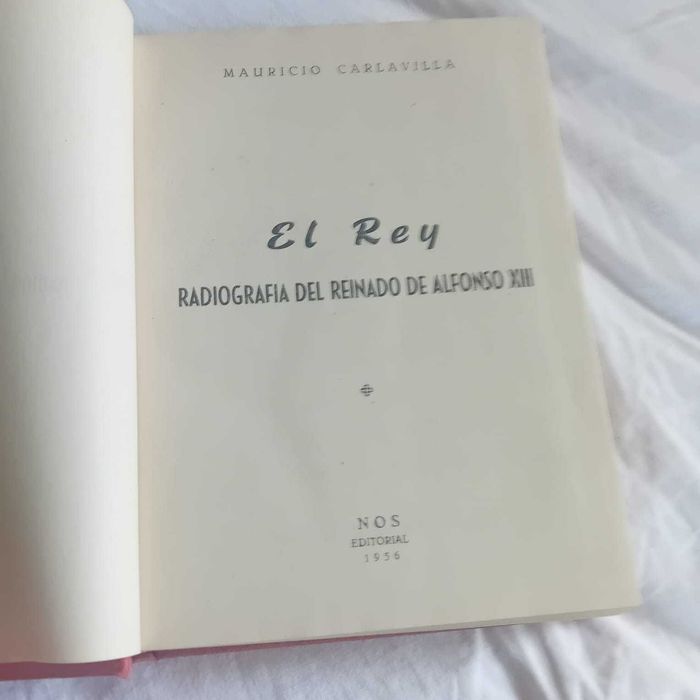 MAURICIO CARLAVILLA
El Rey
RADIOGRAFIA DEL REINADO DE ALFONSO XIII
NOS
EDITORIAL
1956